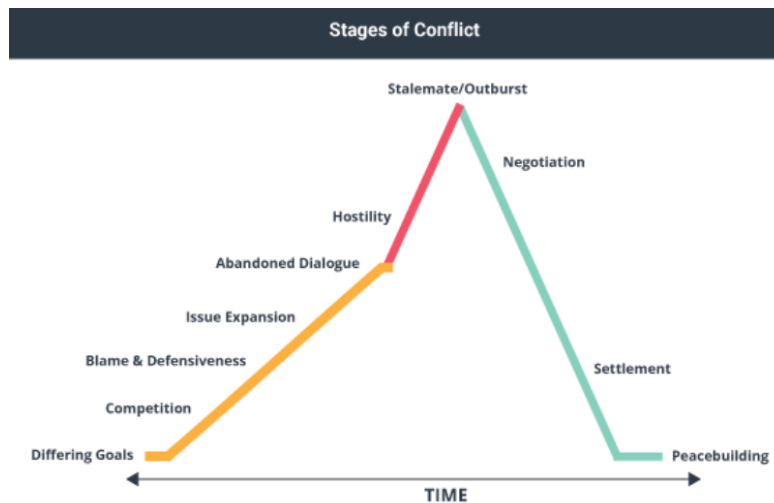 Stages of Conflict
Stalemate/Outburst
Negotiation
Hostility
Abandoned Dialogue
Issue Expansion
Blame & Defensiveness
Settlement
Competition
Differing Goals
Peacebuilding
TIME